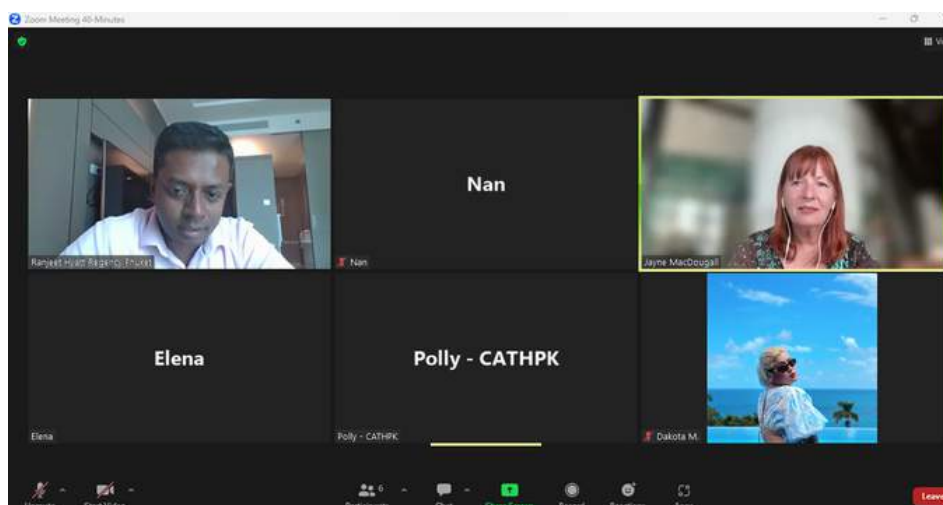 Zoom Meeting 40-Minutes
Ranjeet Hyatt Regency Phuket
Nan
Nan
Jayne MacDougall
Elena
Elena
Polly - CATHPK
Polly - CATHPK
Dakota M.
6
Leave